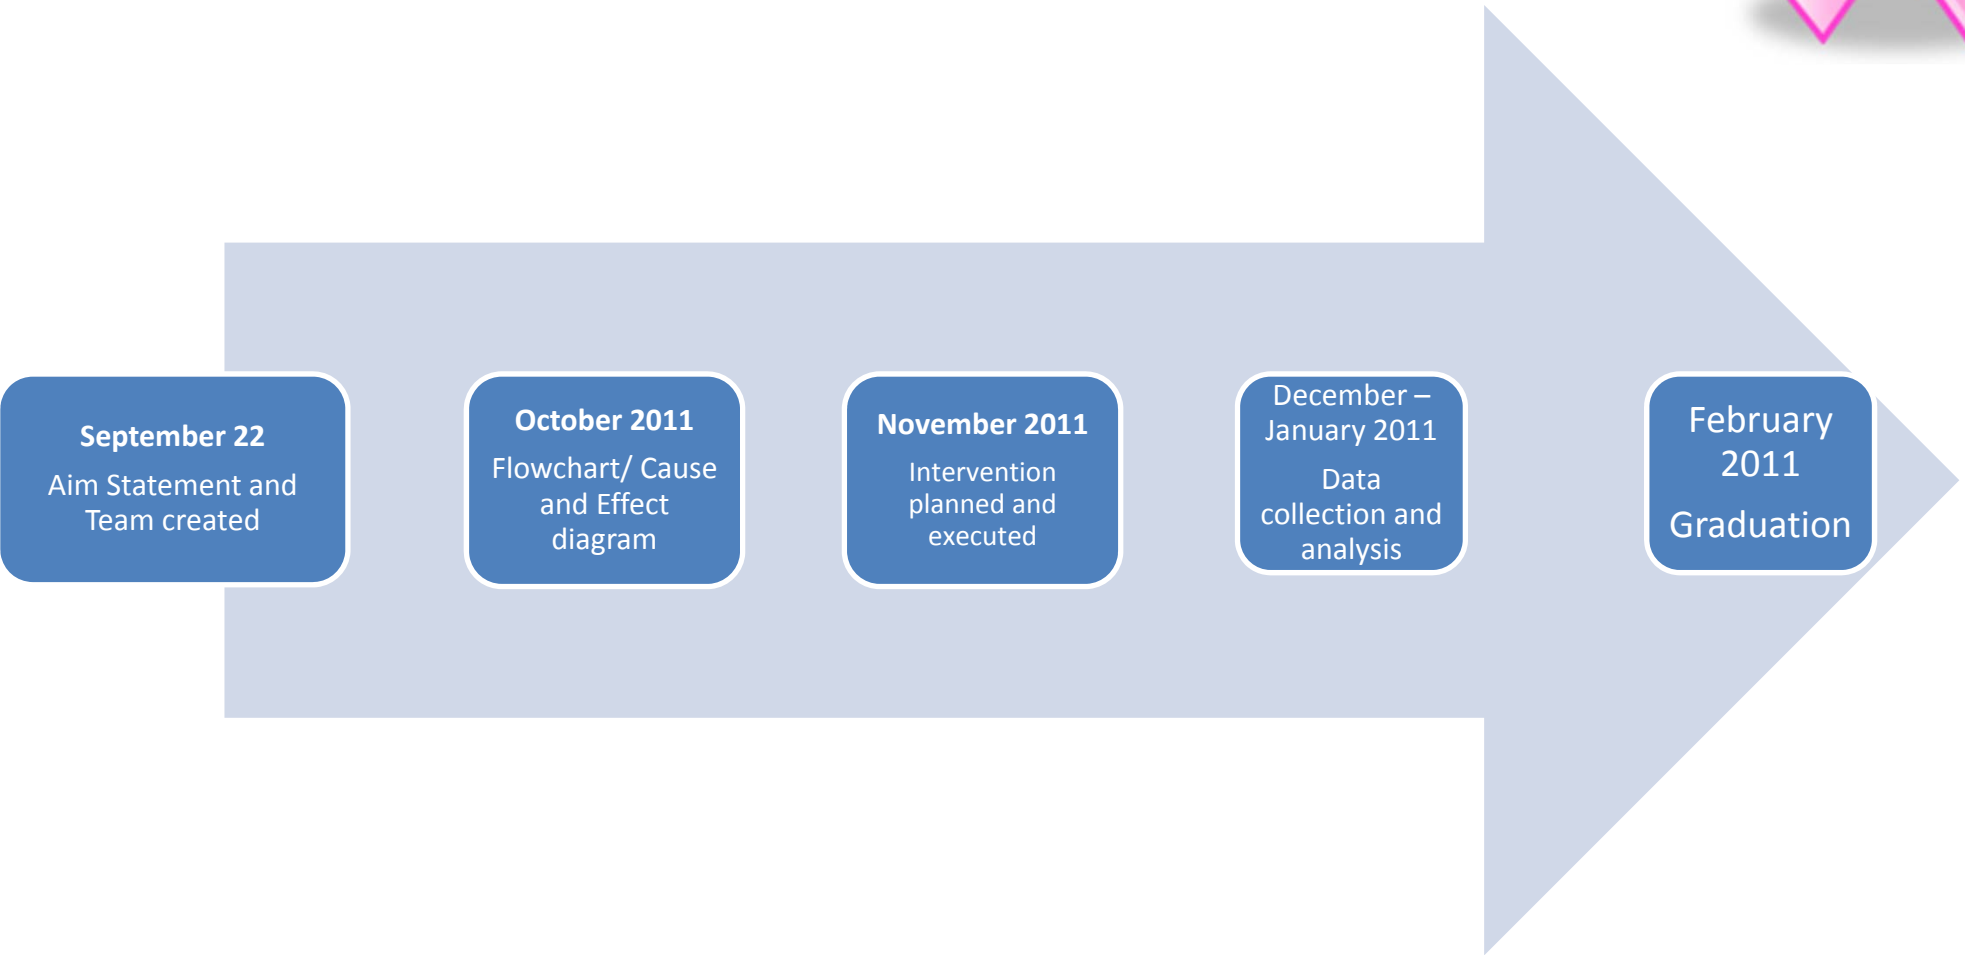 September 22
Aim Statement and
Team created
October 2011
Flowchart/ Cause
and Effect
diagram
November 2011
Intervention
planned and
executed
December –
January 2011
Data
collection and
analysis
February
2011
Graduation